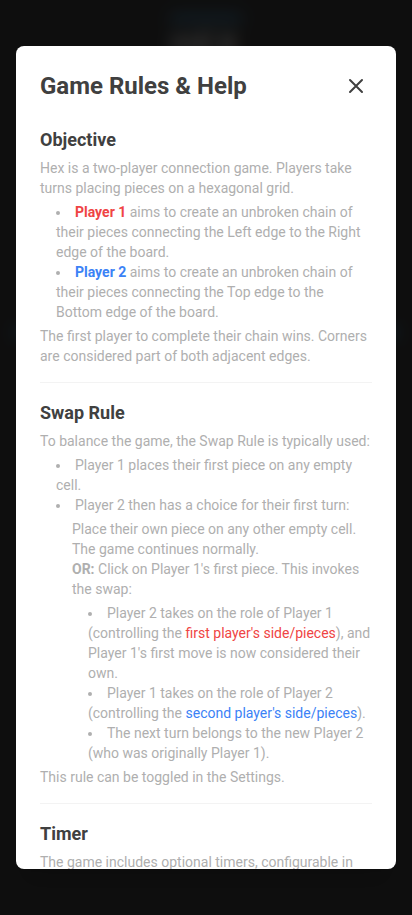 Game Rules & Help
Objective
Hex is a two-player connection game. Players take
turns placing pieces on a hexagonal grid.
• Player 1 aims to create an unbroken chain of
their pieces connecting the Left edge to the Right
edge of the board.
• Player 2 aims to create an unbroken chain of
their pieces connecting the Top edge to the
Bottom edge of the board.
The first player to complete their chain wins. Corners
are considered part of both adjacent edges.
Swap Rule
To balance the game, the Swap Rule is typically used:
• Player 1 places their first piece on any empty
cell.
• Player 2 then has a choice for their first turn:
Place their own piece on any other empty cell.
The game continues normally.
OR: Click on Player 1's first piece. This invokes
the swap:
• Player 2 takes on the role of Player 1
(controlling the first player's side/pieces), and
Player 1's first move is now considered their
own.
• Player 1 takes on the role of Player 2
(controlling the second player's side/pieces).
• The next turn belongs to the new Player 2
(who was originally Player 1).
This rule can be toggled in the Settings.
Timer
The game includes optional timers, configurable in